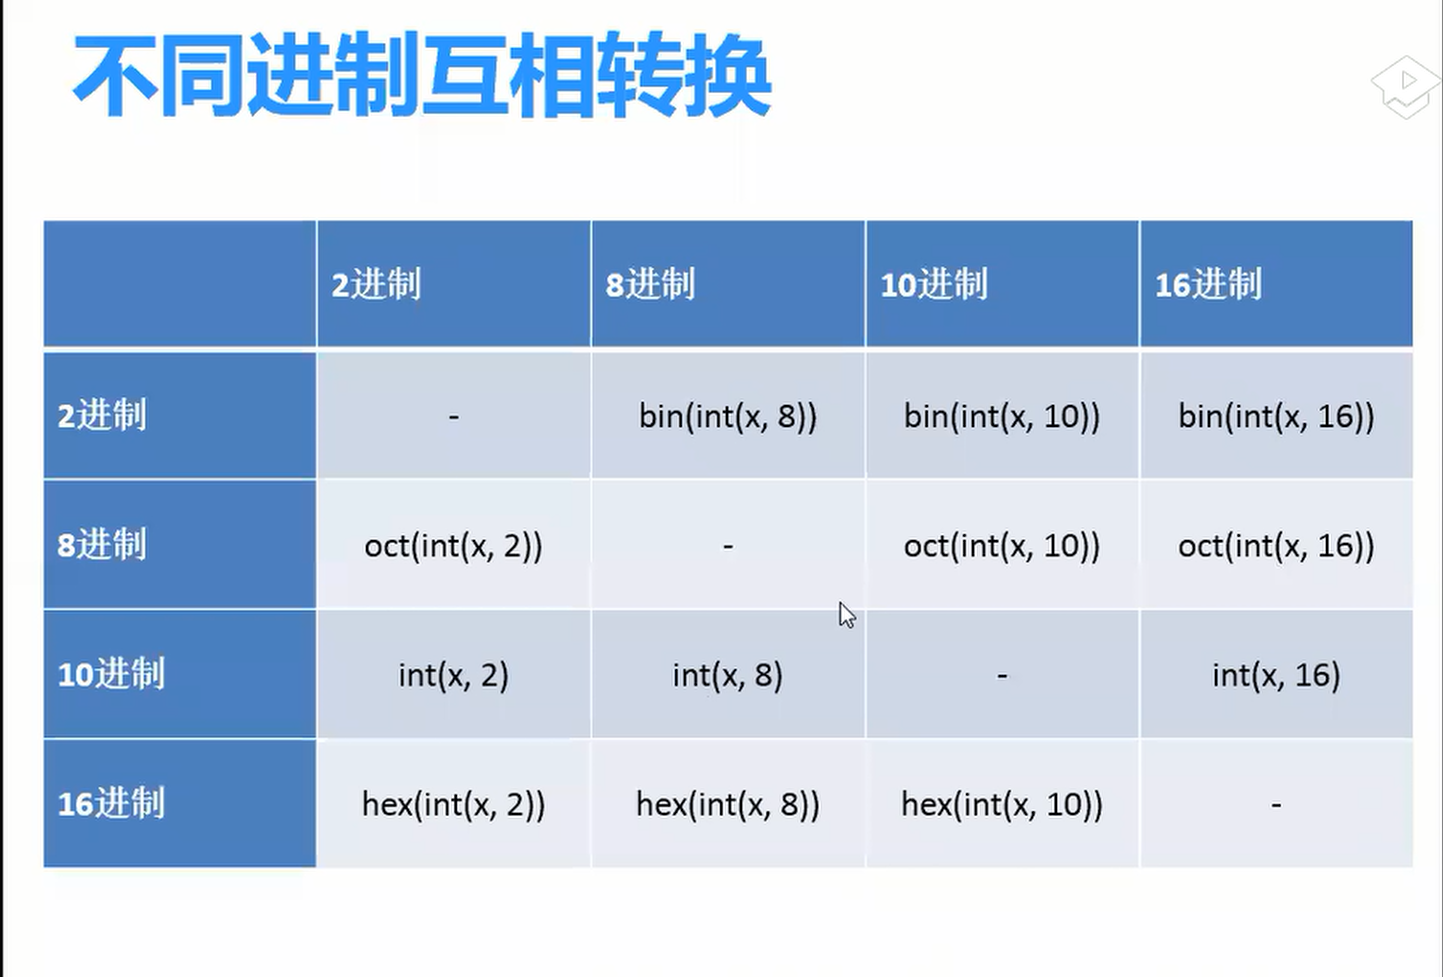 不同进制互相转换
2进制 8进制 10进制 16进制
2进制 - bin(int(x, 8)) bin(int(x, 10)) bin(int(x, 16))
8进制 oct(int(x, 2)) - oct(int(x, 10)) oct(int(x, 16))
10进制 int(x, 2) int(x, 8) - int(x, 16)
16进制 hex(int(x, 2)) hex(int(x, 8)) hex(int(x, 10)) -